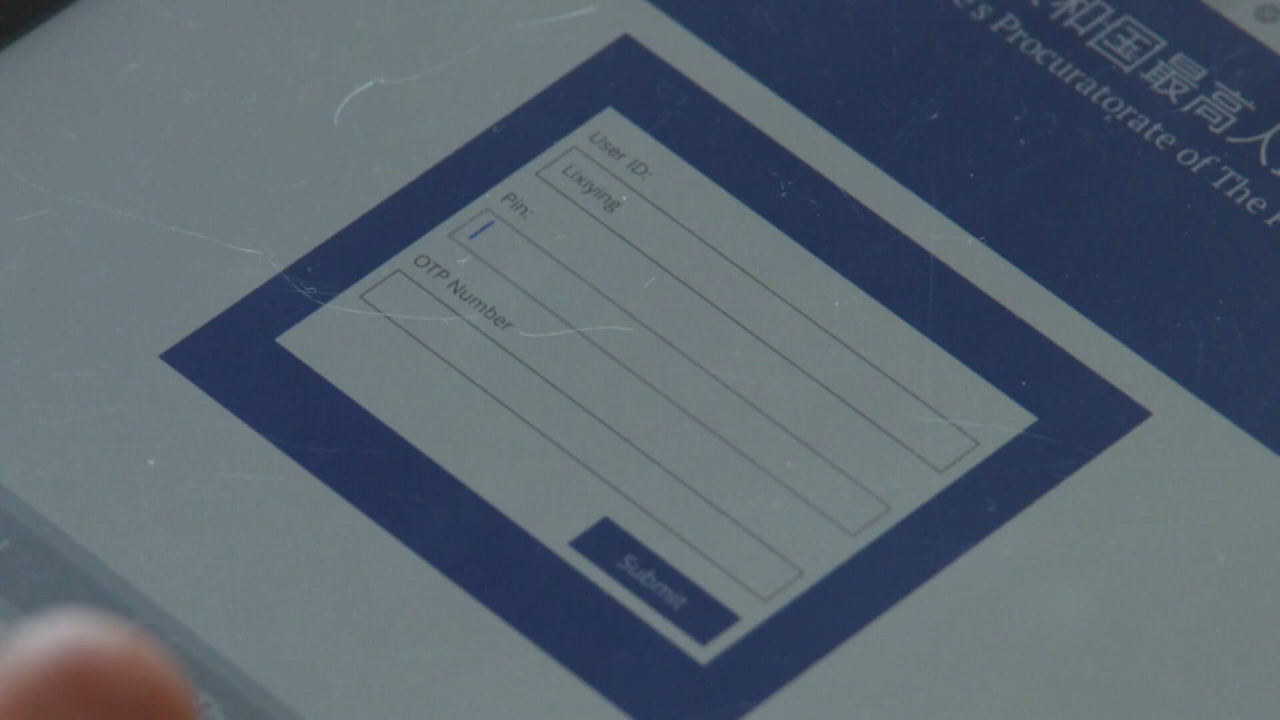 和国最高人
's Procuratorate of The
User ID:
Lixiying
Pin:
OTP Number
Submit